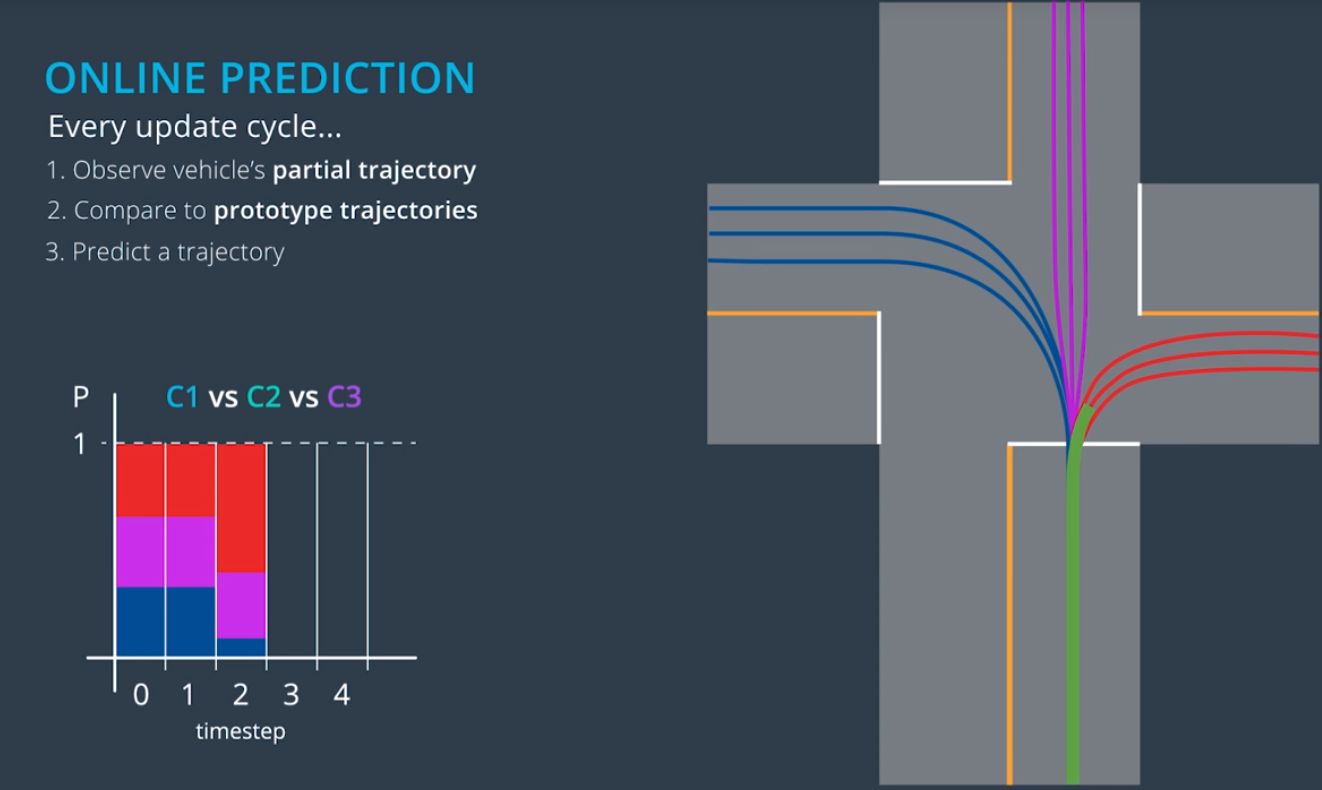 ONLINE PREDICTION
Every update cycle...
1. Observe vehicle's partial trajectory
2. Compare to prototype trajectories
3. Predict a trajectory
P
C1 vs C2 vs C3
1
0 1 2 3 4
timestep